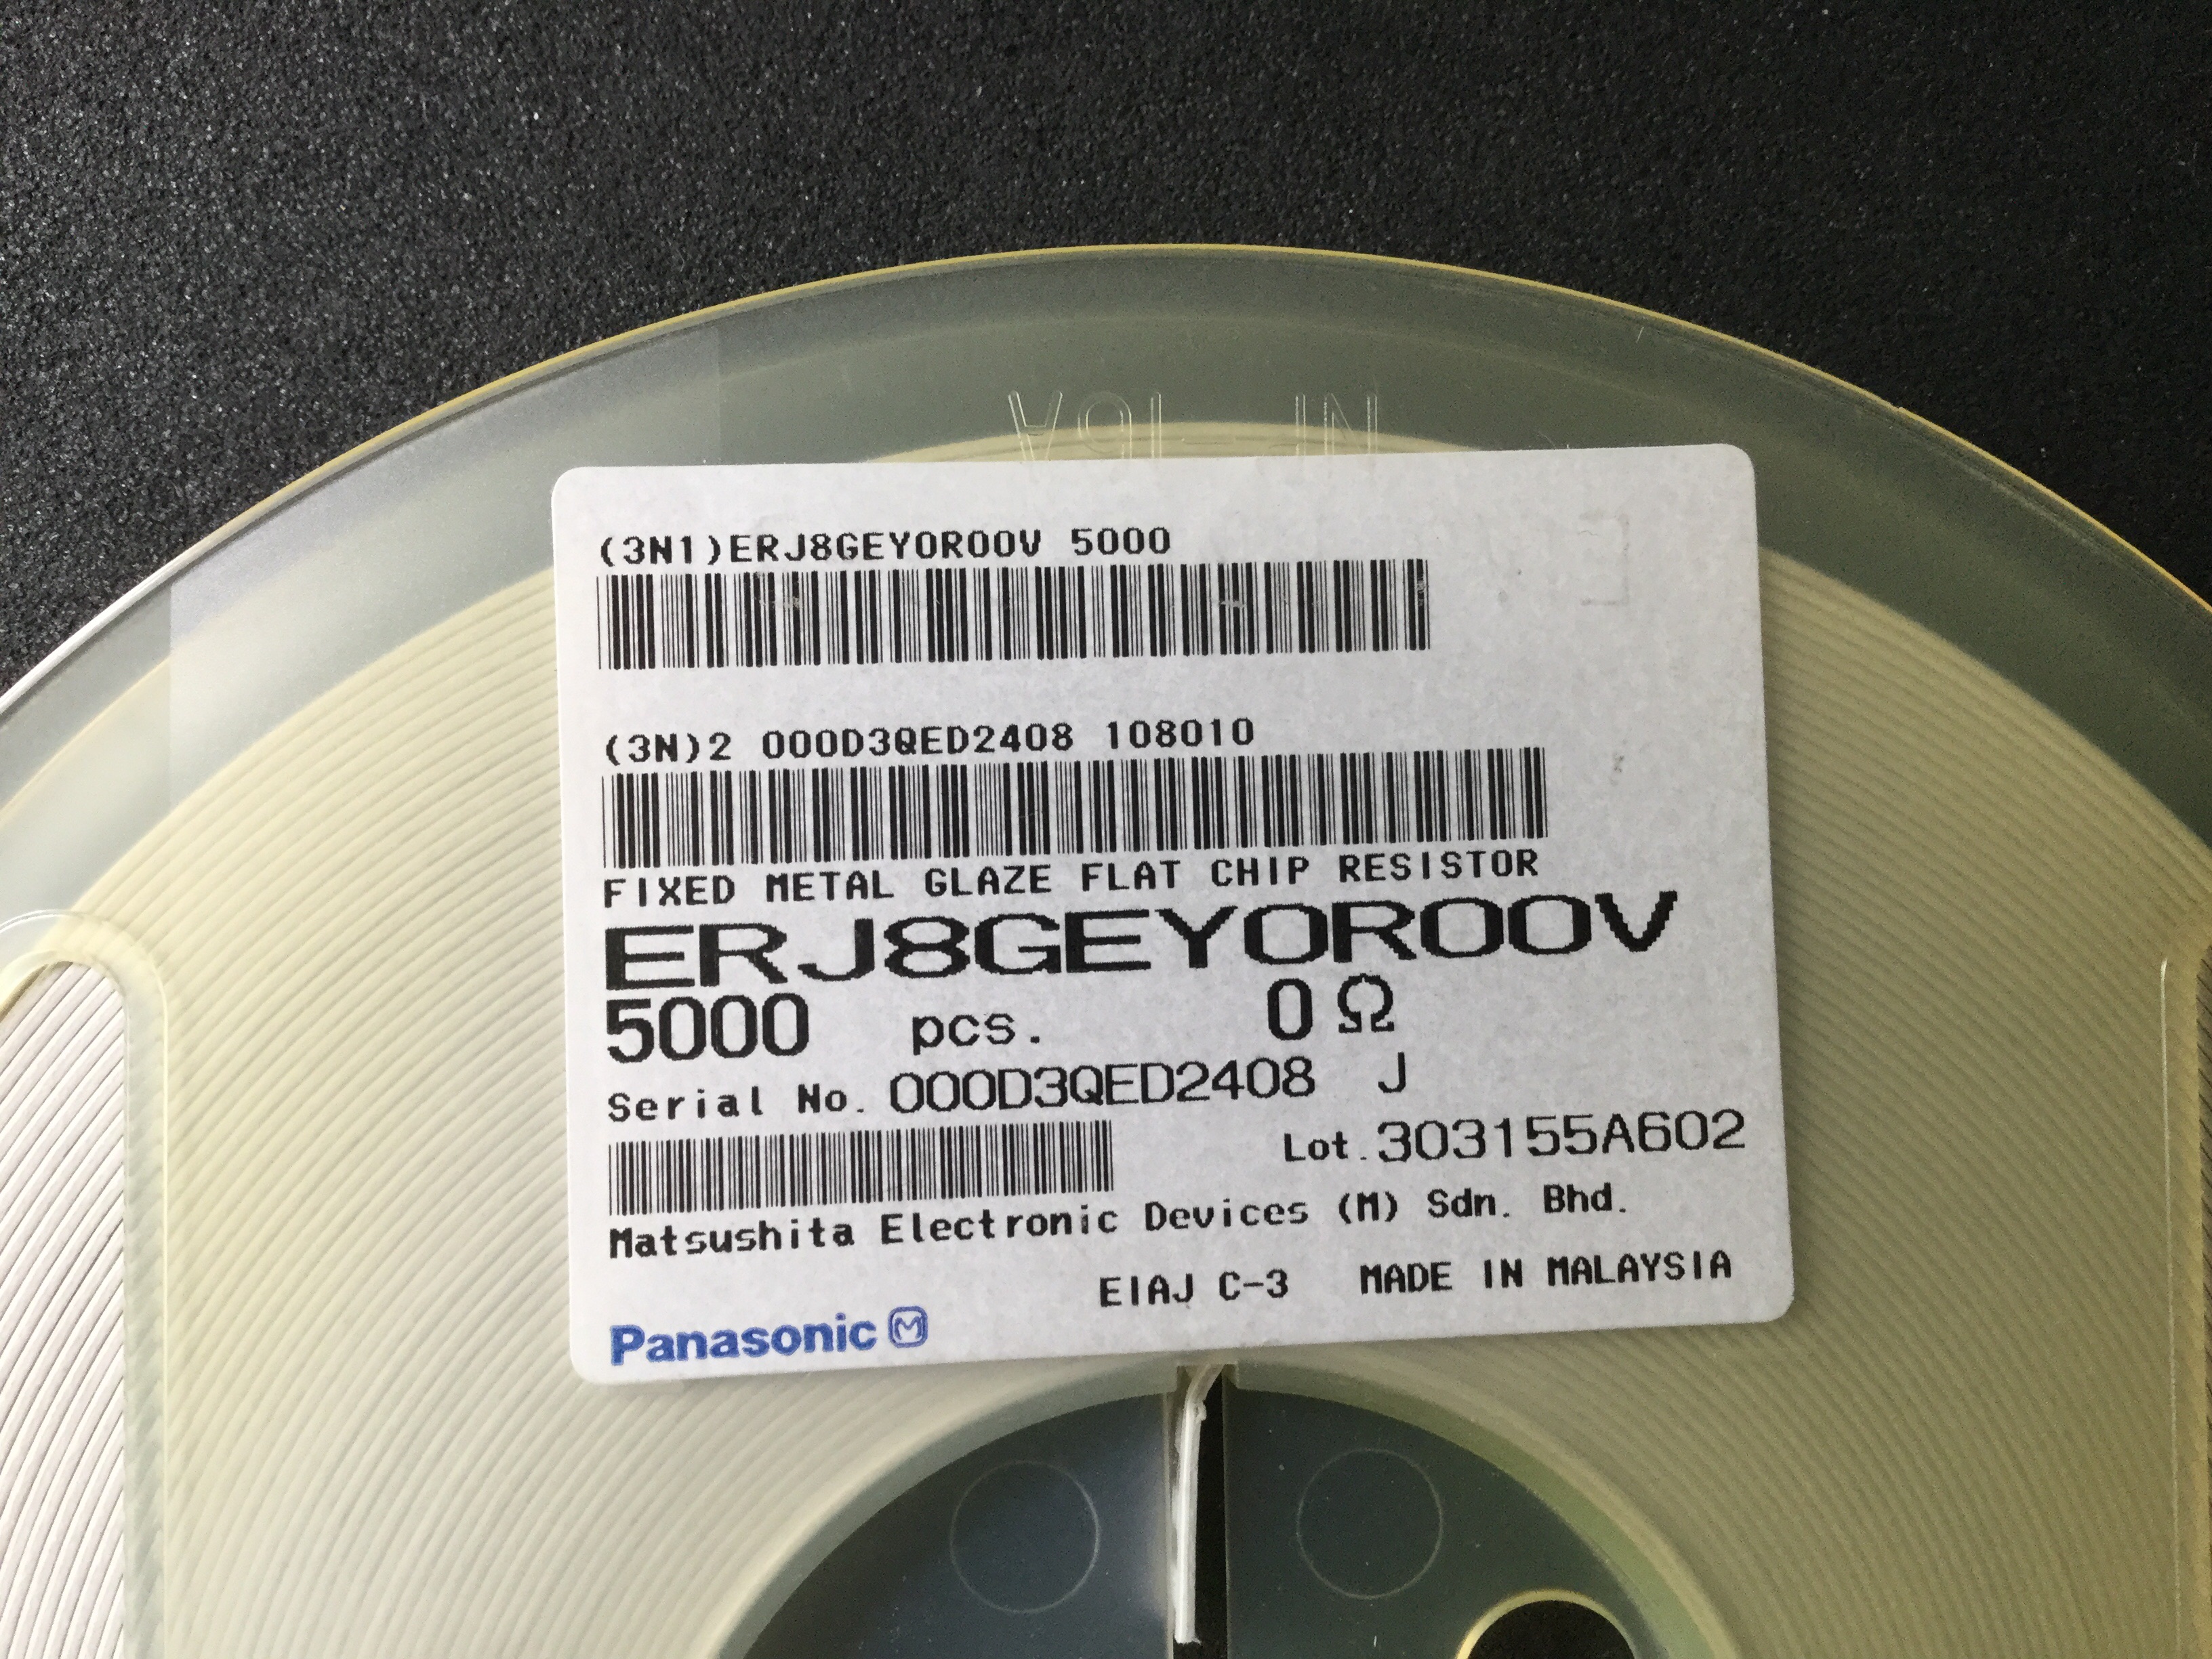 (3N1)ERJ8GEY0R00V 5000
(3N)2 000D3QED2408 108010
FIXED METAL GLAZE FLAT CHIP RESISTOR
ERJ8GEY0R00V
5000 pcs. 0 Ω
Serial No. 000D3QED2408 J
Lot. 303155A602
Matsushita Electronic Devices (M) Sdn. Bhd.
EIAJ C-3 MADE IN MALAYSIA
Panasonic M